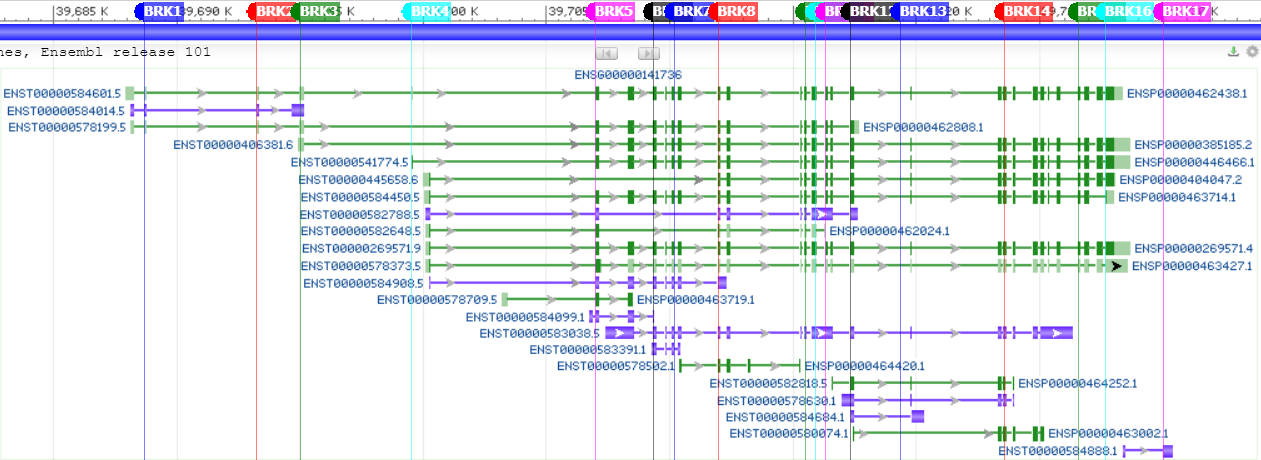 39,685 K BRK1 39,690 K BRK3 K BRK4 00 K 39,705 BRK5 BRK7 BRK8 BRK13 20 K BRK14 BRK16 BRK17 K
nes, Ensembl release 101
ENSG00000141736
ENST00000584601.5 ENSP00000462438.1
ENST00000584014.5
ENST00000578199.5 ENSP00000462808.1
ENST00000406381.6 ENSP00000385185.2
ENST00000541774.5 ENSP00000446466.1
ENST00000445658.6 ENSP00000404047.2
ENST00000584450.5 ENSP00000463714.1
ENST00000582788.5
ENST00000582648.5 ENSP00000462024.1
ENST00000269571.9 ENSP00000269571.4
ENST00000578373.5 ENSP00000463427.1
ENST00000584908.5
ENST00000578709.5 ENSP00000463719.1
ENST00000584099.1
ENST00000583038.5
ENST00000583391.1
ENST00000578502.1 ENSP00000464420.1
ENST00000582818.5 ENSP00000464252.1
ENST00000578630.1
ENST00000584684.1
ENST00000580074.1 ENSP00000463002.1
ENST00000584888.1